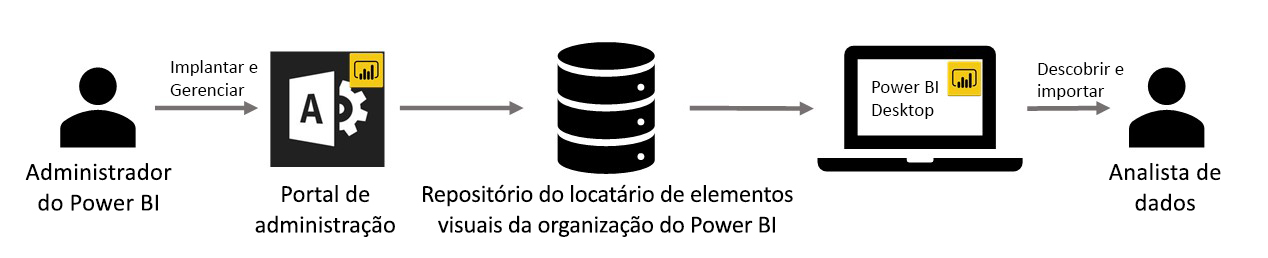 Administrador
do Power BI
Implantar e
Gerenciar
A
Portal de
administração
Repositório do locatário de elementos
visuais da organização do Power BI
Power BI
Desktop
Descobrir e
importar
Analista de
dados